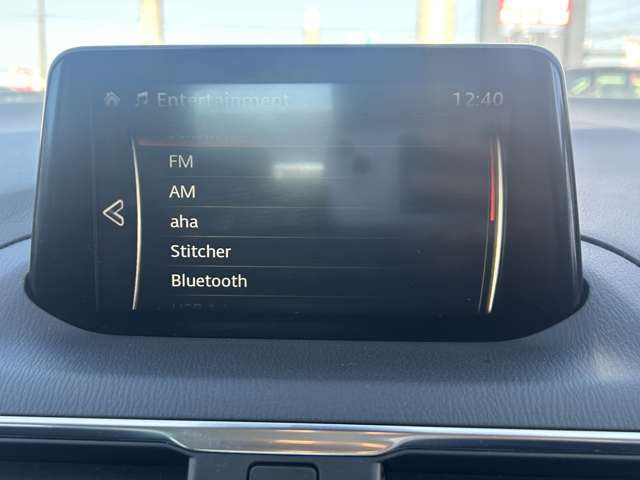 Entertainment 12:40
FM
AM
aha
Stitcher
Bluetooth